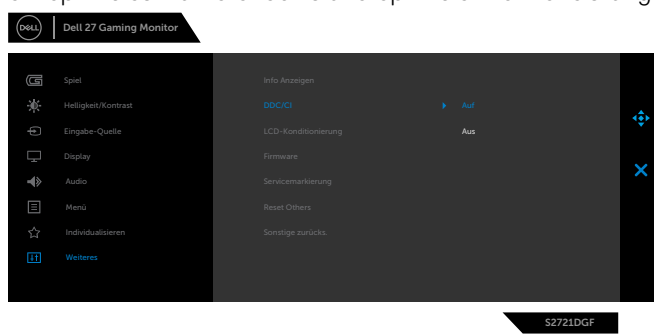 DELL
Dell 27 Gaming Monitor
Spiel
Helligkeit/Kontrast
Eingabe-Quelle
Display
Audio
Menü
Individualisieren
Weiteres
Info Anzeigen
DDC/CI
LCD-Konditionierung
Firmware
Servicemarkierung
Reset Others
Sonstige zurücks.
Auf
Aus
S2721DGF